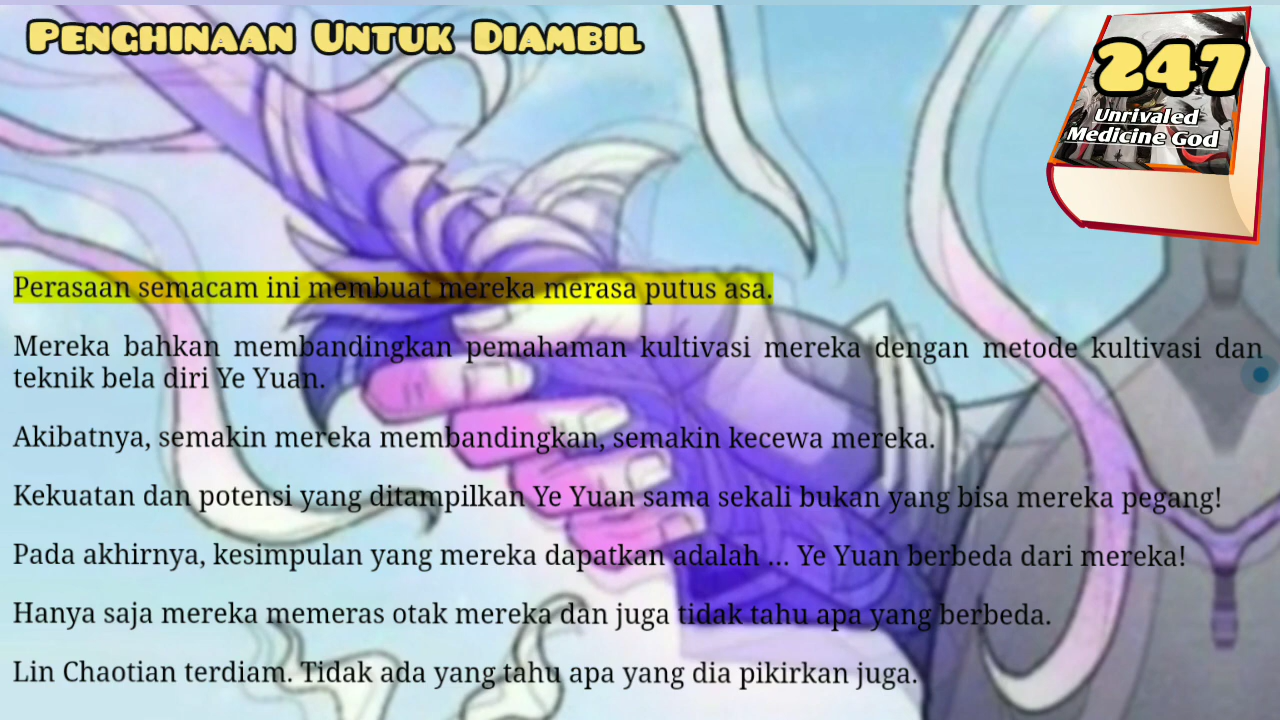 Penghinaan Untuk Diambil
247
Unrivaled
Medicine God
Perasaan semacam ini membuat mereka merasa putus asa.
Mereka bahkan membandingkan pemahaman kultivasi mereka dengan metode kultivasi dan
teknik bela diri Ye Yuan.
Akibatnya, semakin mereka membandingkan, semakin kecewa mereka.
Kekuatan dan potensi yang ditampilkan Ye Yuan sama sekali bukan yang bisa mereka pegang!
Pada akhirnya, kesimpulan yang mereka dapatkan adalah ... Ye Yuan berbeda dari mereka!
Hanya saja mereka memeras otak mereka dan juga tidak tahu apa yang berbeda.
Lin Chaotian terdiam. Tidak ada yang tahu apa yang dia pikirkan juga.